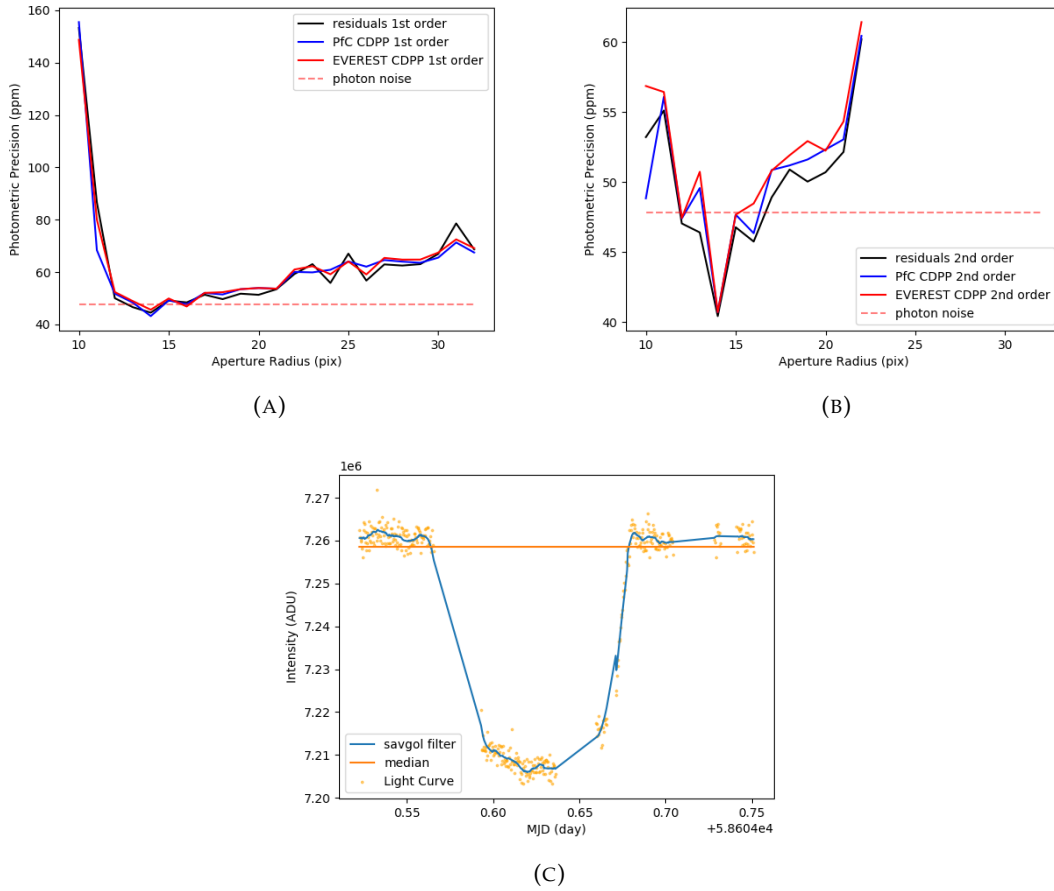 160
140
120
100
80
60
40
Photometric Precision (ppm)
10
15
20
25
30
Aperture Radius (pix)
residuals 1st order
PfC CDPP 1st order
EVEREST CDPP 1st order
photon noise
(A)
60
55
50
45
40
Photometric Precision (ppm)
10
15
20
25
30
Aperture Radius (pix)
residuals 2nd order
PfC CDPP 2nd order
EVEREST CDPP 2nd order
photon noise
(B)
1e6
7.27
7.26
7.25
7.24
7.23
7.22
7.21
7.20
Intensity (ADU)
savgol filter
median
Light Curve
0.55
0.60
0.65
0.70
0.75
MJD (day)
+5.8604e4
(C)